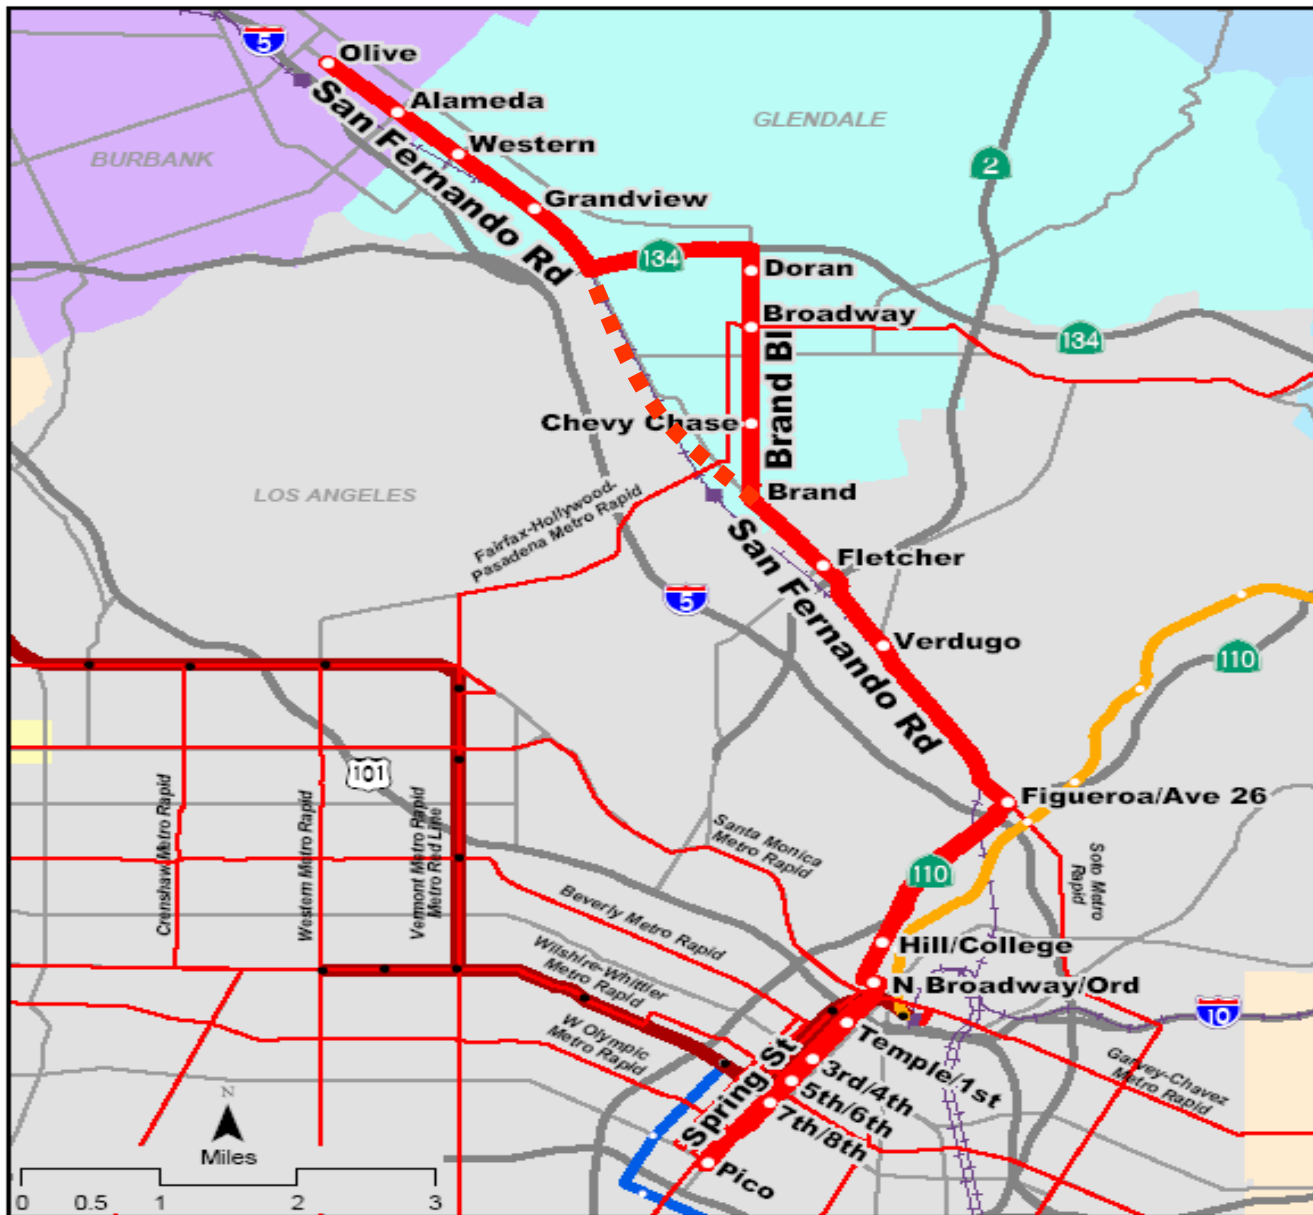 5
Olive
San Fernando Rd
Alameda
GLENDALE
BURBANK
Western
2
Grandview
134
Doran
Broadway
134
Brand Bl
Chevy Chase
Brand
LOS ANGELES
Fairfax-Hollywood-
Pasadena Metro Rapid
San Fernando Rd
Fletcher
5
Verdugo
110
101
Crenshaw Metro Rapid
Western Metro Rapid
Vermont Metro Rapid
Metro Red Line
Figueroa/Ave 26
Santa Monica
Metro Rapid
Soto Metro
Rapid
110
Beverly Metro Rapid
Hill/College
Wilshire-Whittier
Metro Rapid
N Broadway/Ord
10
W Olympic
Metro Rapid
Temple/1st
Garvey-Chavez
Metro Rapid
Spring St
3rd/4th
5th/6th
7th/8th
Pico
N
Miles
0 0.5 1 2 3